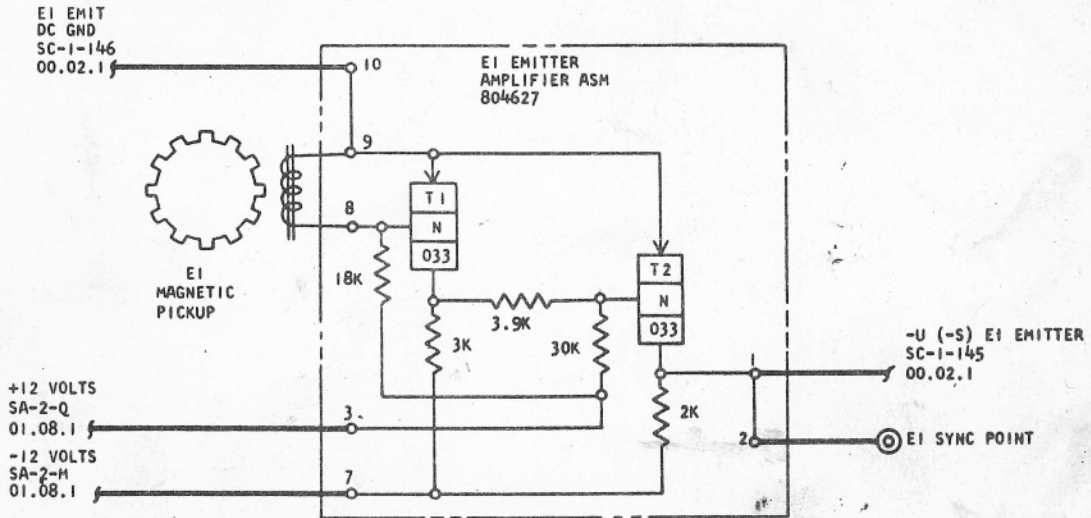 E1 EMIT
DC GND
SC-1-146
00.02.1
10
E1 EMITTER
AMPLIFIER ASM
804627
9
T1
N
033
8
18K
E1
MAGNETIC
PICKUP
T2
N
033
3.9K
3K
30K
-U (-S) E1 EMITTER
SC-1-145
00.02.1
1
2K
2
E1 SYNC POINT
+12 VOLTS
SA-2-Q
01.08.1
3
-12 VOLTS
SA-2-M
01.08.1
7